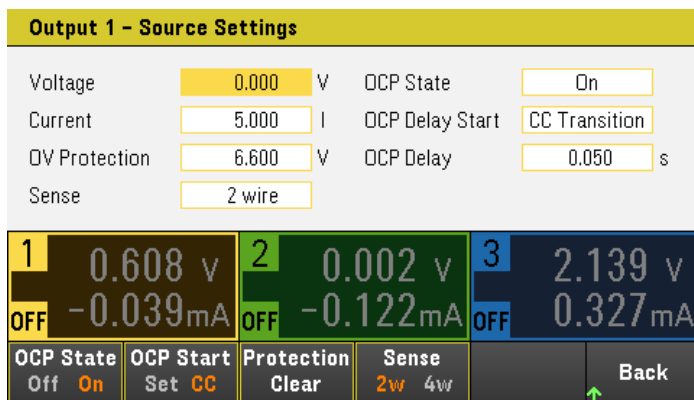 Output 1 – Source Settings
Voltage 0.000 V OCP State On
Current 5.000 I OCP Delay Start CC Transition
OV Protection 6.600 V OCP Delay 0.050 s
Sense 2 wire
1 0.608 V 2 0.002 V 3 2.139 V
OFF -0.039mA OFF -0.122mA OFF 0.327mA
OCP State OCP Start Protection Sense
Off On Set CC Clear 2w 4w Back